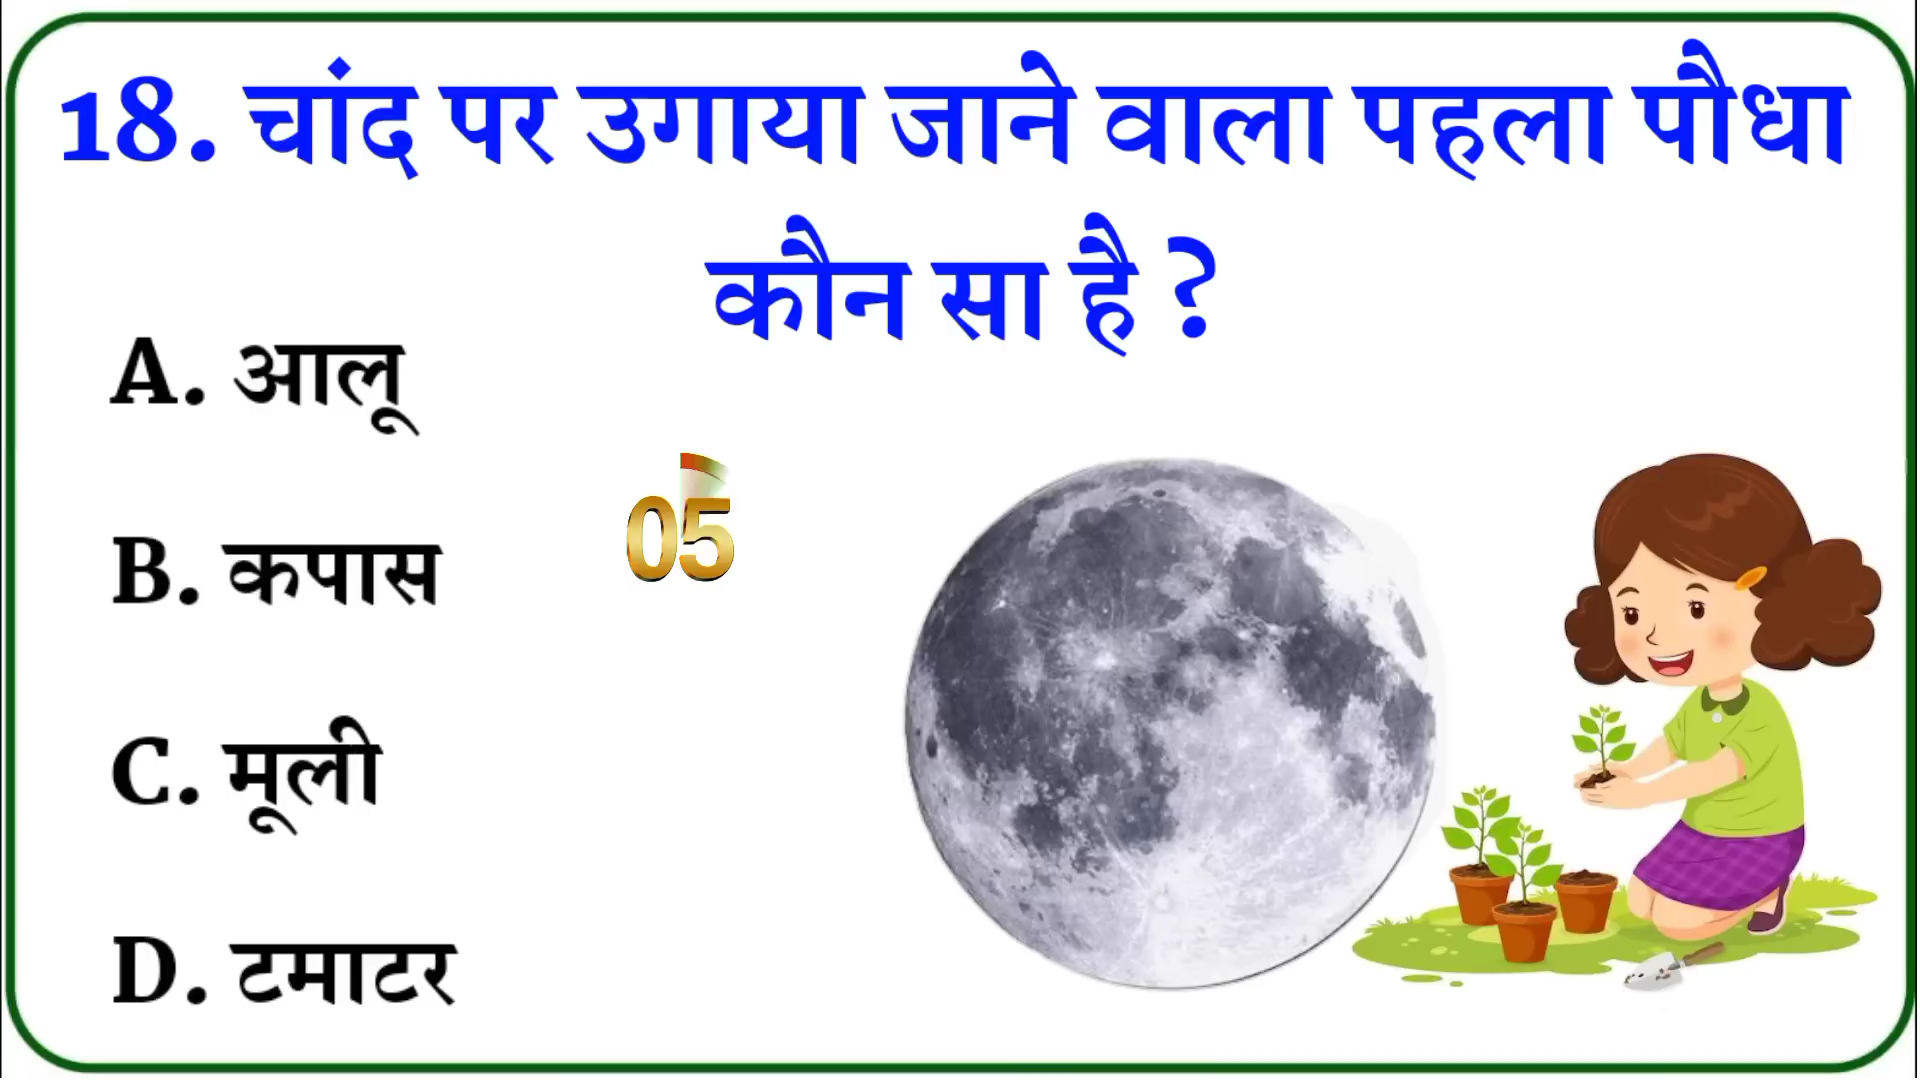 18. चांद पर उगाया जाने वाला पहला पौधा
कौन सा है ?
A. आलू
B. कपास
05
C. मूली
D. टमाटर